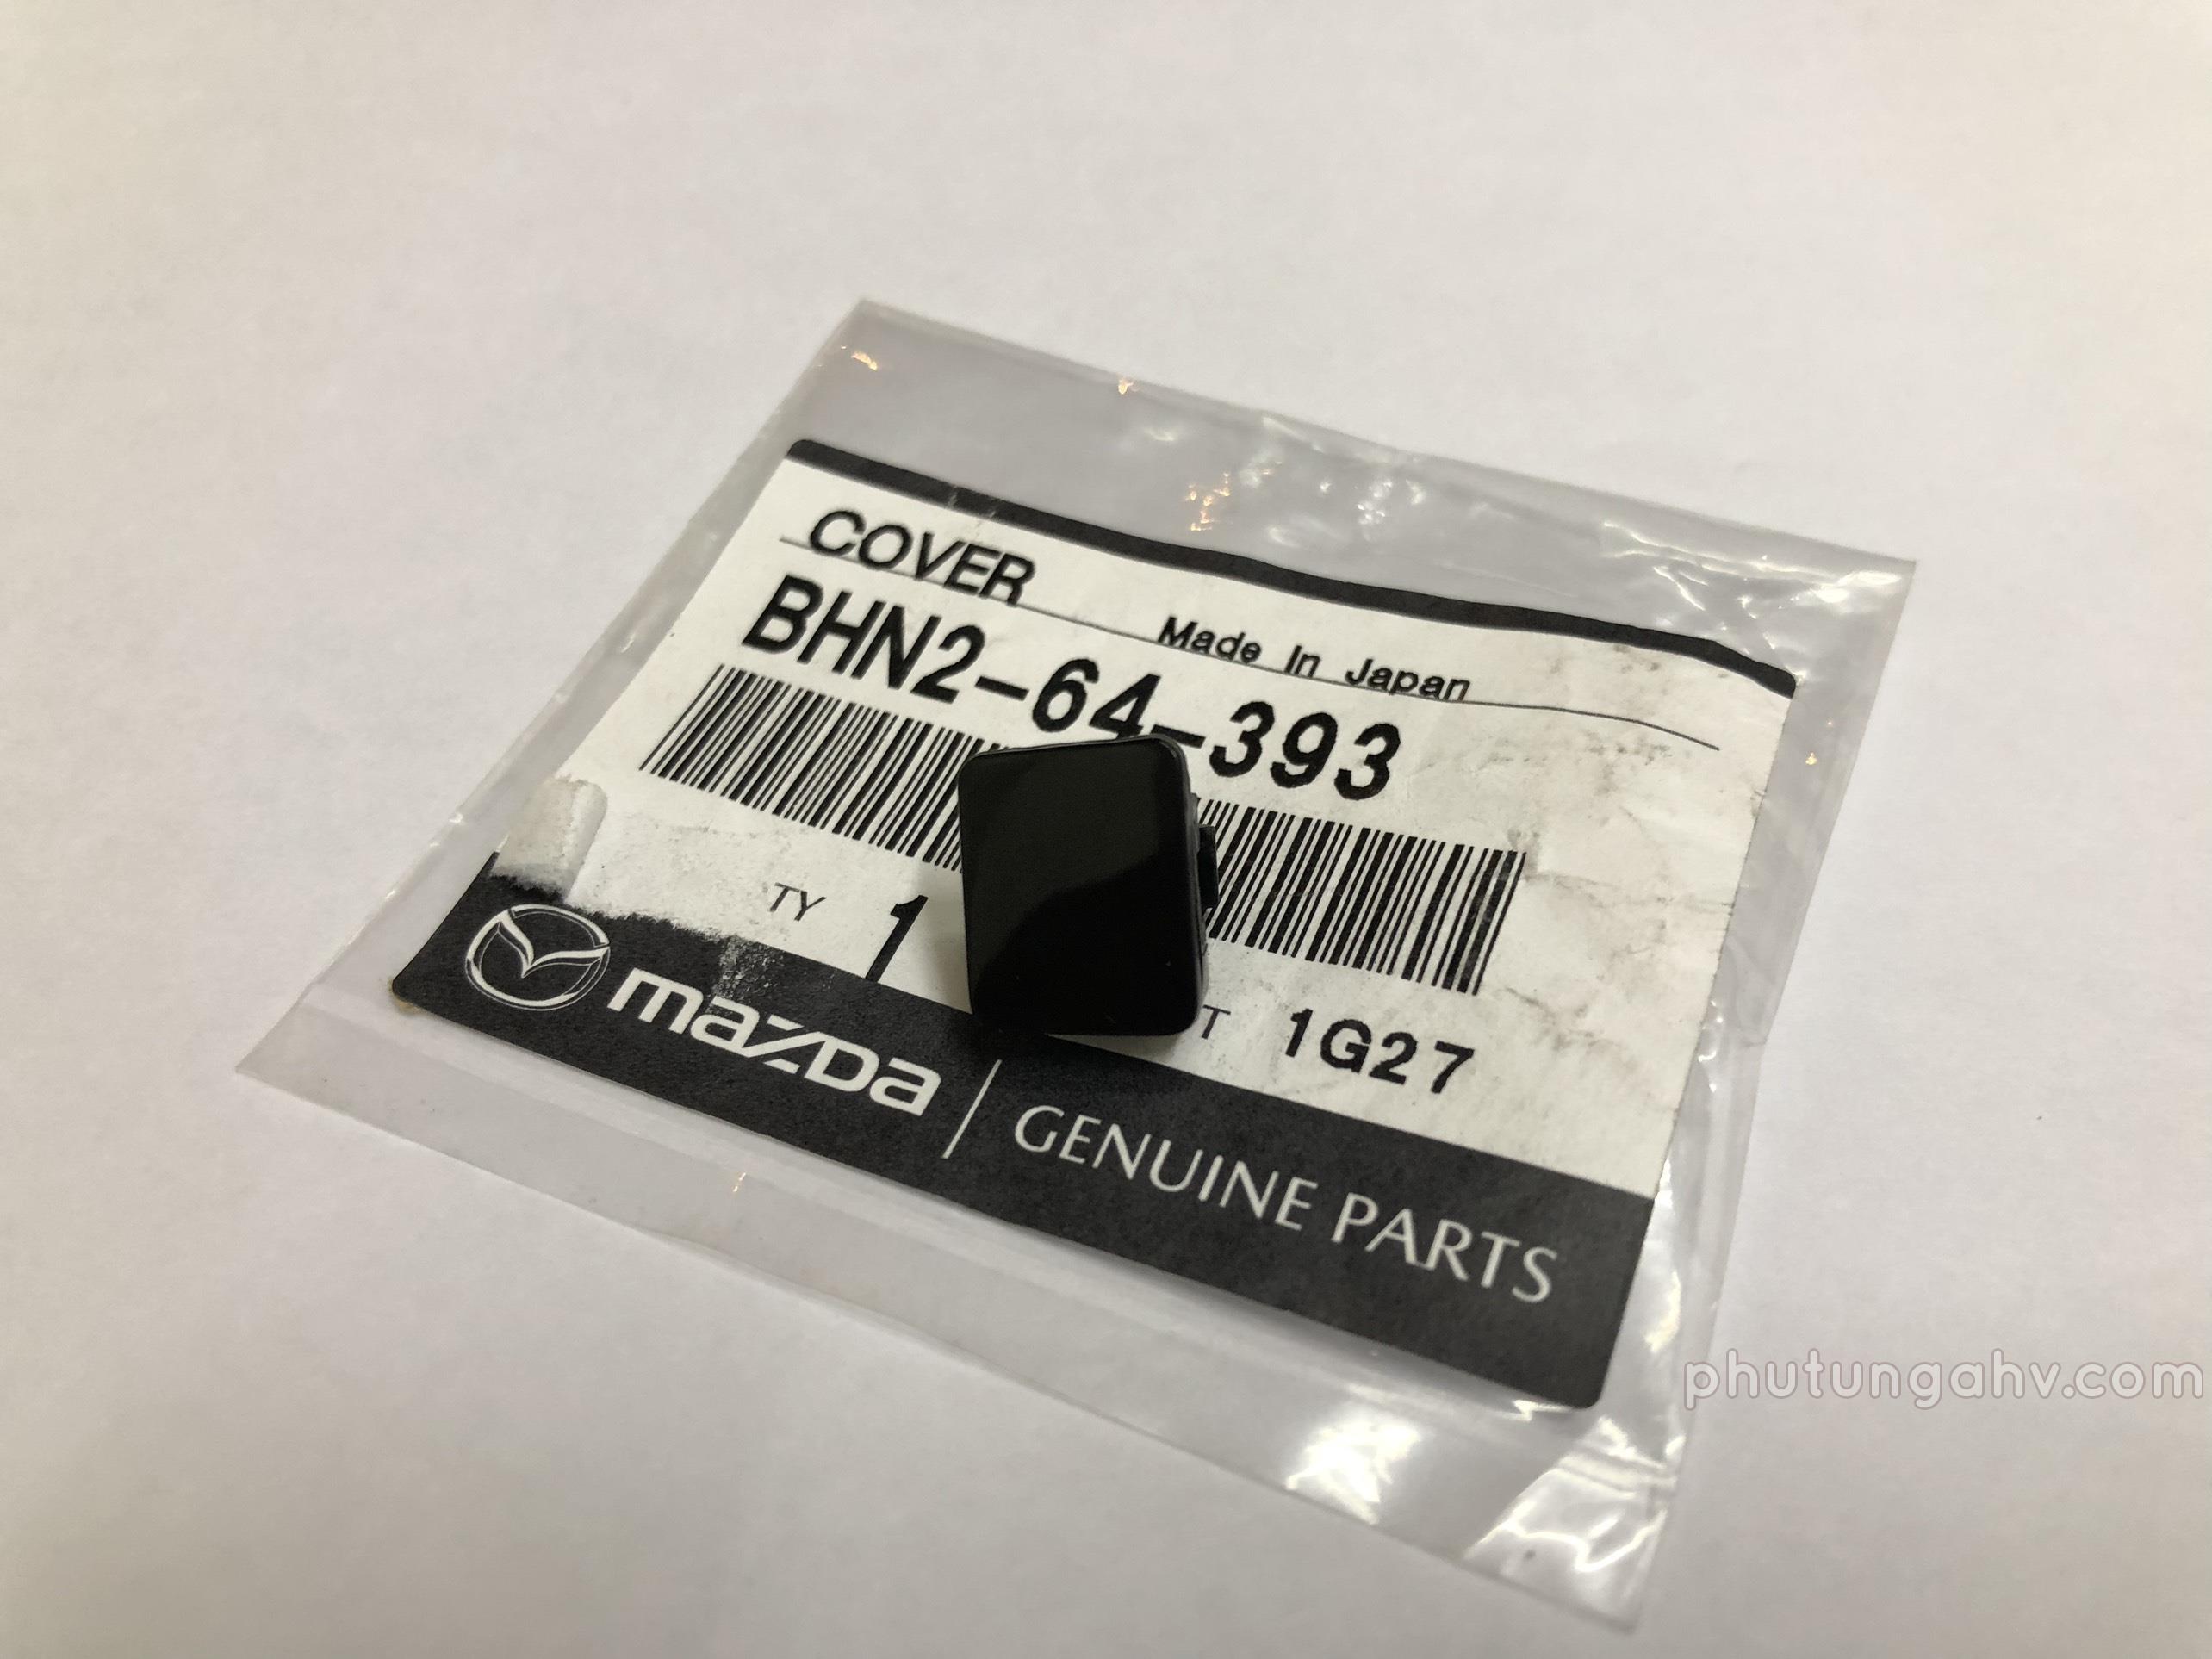 COVER
Made In Japan
BHN2-64-393
TY 1 T 1G27
mazda GENUINE PARTS
phutungahv.com